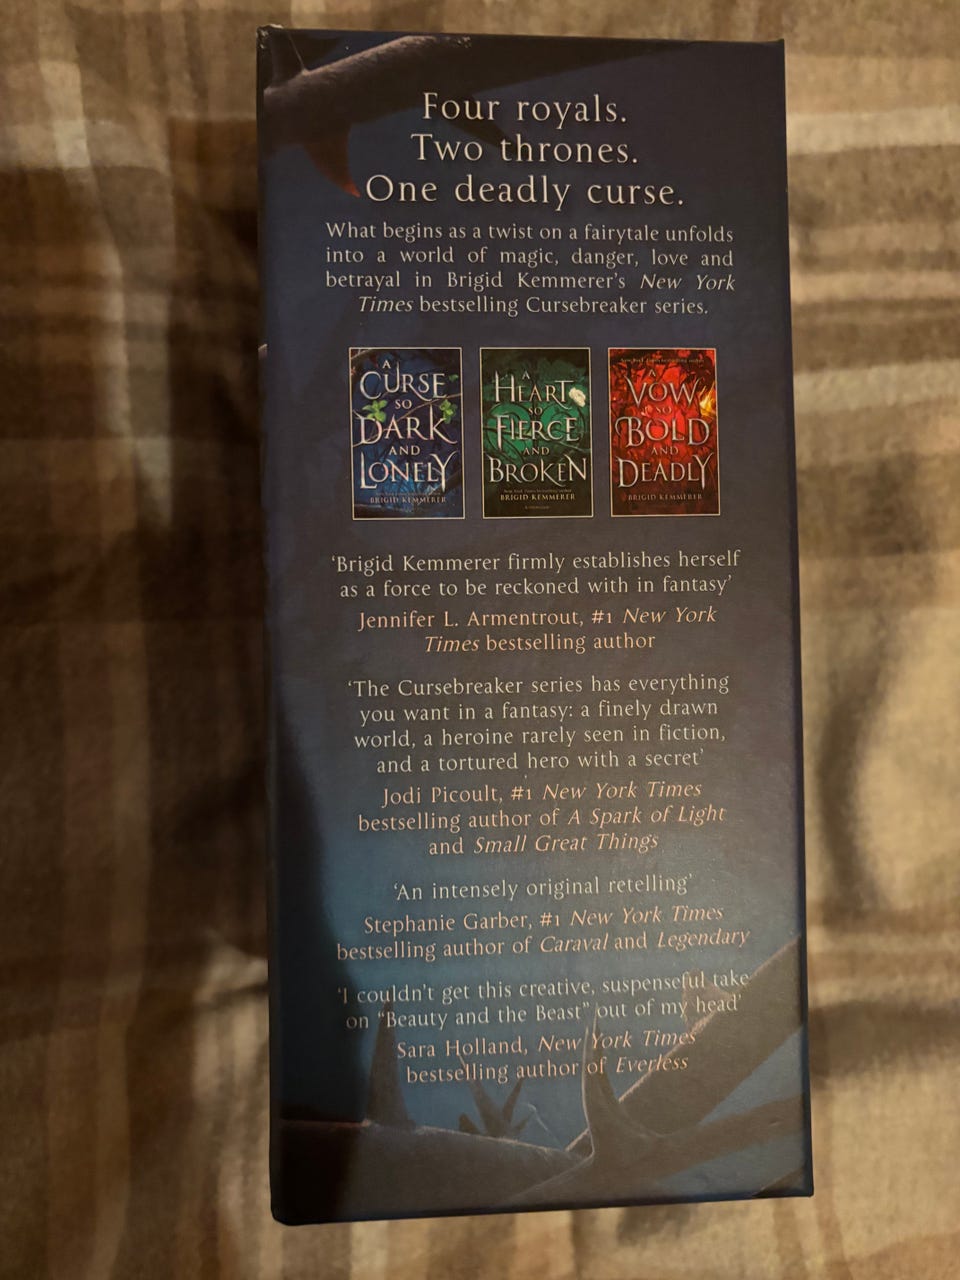 Four royals.
Two thrones.
One deadly curse.
What begins as a twist on a fairytale unfolds
into a world of magic, danger, love and
betrayal in Brigid Kemmerer's New York
Times bestselling Cursebreaker series.
A
CURSE
SO
DARK
AND
LONELY
BRIGID KEMMERER
A
HEART
SO
FIERCE
AND
BROKEN
BRIGID KEMMERER
A
VOW
SO
BOLD
AND
DEADLY
BRIGID KEMMERER
'Brigid Kemmerer firmly establishes herself
as a force to be reckoned with in fantasy'
Jennifer L. Armentrout, #1 New York
Times bestselling author
'The Cursebreaker series has everything
you want in a fantasy: a finely drawn
world, a heroine rarely seen in fiction,
and a tortured hero with a secret'
Jodi Picoult, #1 New York Times
bestselling author of A Spark of Light
and Small Great Things
'An intensely original retelling'
Stephanie Garber, #1 New York Times
bestselling author of Caraval and Legendary
'I couldn't get this creative, suspenseful take
on "Beauty and the Beast" out of my head'
Sara Holland, New York Times
bestselling author of Everless